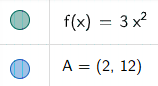 f(x) = 3 x²
A = (2, 12)